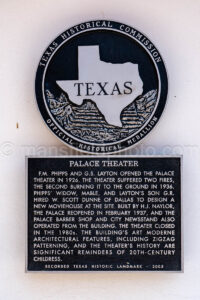 TEXAS HISTORICAL COMMISSION
TEXAS
OFFICIAL HISTORICAL MEDALLION
PALACE THEATER
F.M. PHIPPS AND G.S. LAYTON OPENED THE PALACE
THEATER IN 1926. THE THEATER SUFFERED TWO FIRES,
THE SECOND BURNING IT TO THE GROUND IN 1936.
PHIPPS' WIDOW, MABLE, AND LAYTON'S SON G.R.
HIRED W. SCOTT DUNNE OF DALLAS TO DESIGN A
NEW MOVIEHOUSE AT THE SITE. BUILT BY H.J. NAYLOR,
THE PALACE REOPENED IN FEBRUARY 1937, AND THE
PALACE BARBER SHOP AND CITY NEWSSTAND ALSO
OPERATED FROM THE BUILDING. THE THEATER CLOSED
IN THE 1980s. THE BUILDING'S ART MODERNE
ARCHITECTURAL FEATURES, INCLUDING ZIGZAG
PATTERNING, AND THE THEATER'S HISTORY ARE
SIGNIFICANT REMINDERS OF 20TH-CENTURY
CHILDRESS.
RECORDED TEXAS HISTORIC LANDMARK - 2003